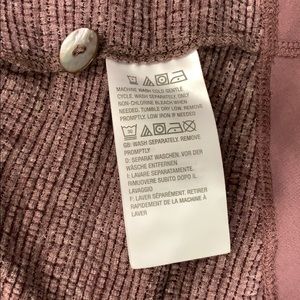 MACHINE WASH COLD GENTLE
CYCLE, WASH SEPARATELY, ONLY
NON-CHLORINE BLEACH WHEN
NEEDED, TUMBLE DRY LOW, REMOVE
PROMPTLY, LOW IRON IF NEEDED
GB: WASH SEPARATELY. REMOVE
PROMPTLY
D: SEPARAT WASCHEN. VOR DER
WÄSCHE ENTFERNEN
I: LAVARE SEPARATAMENTE.
RIMUOVERE SUBITO DOPO IL
LAVAGGIO
F: LAVER SÉPARÉMENT. RETIRER
RAPIDEMENT DE LA MACHINE À
LAVER